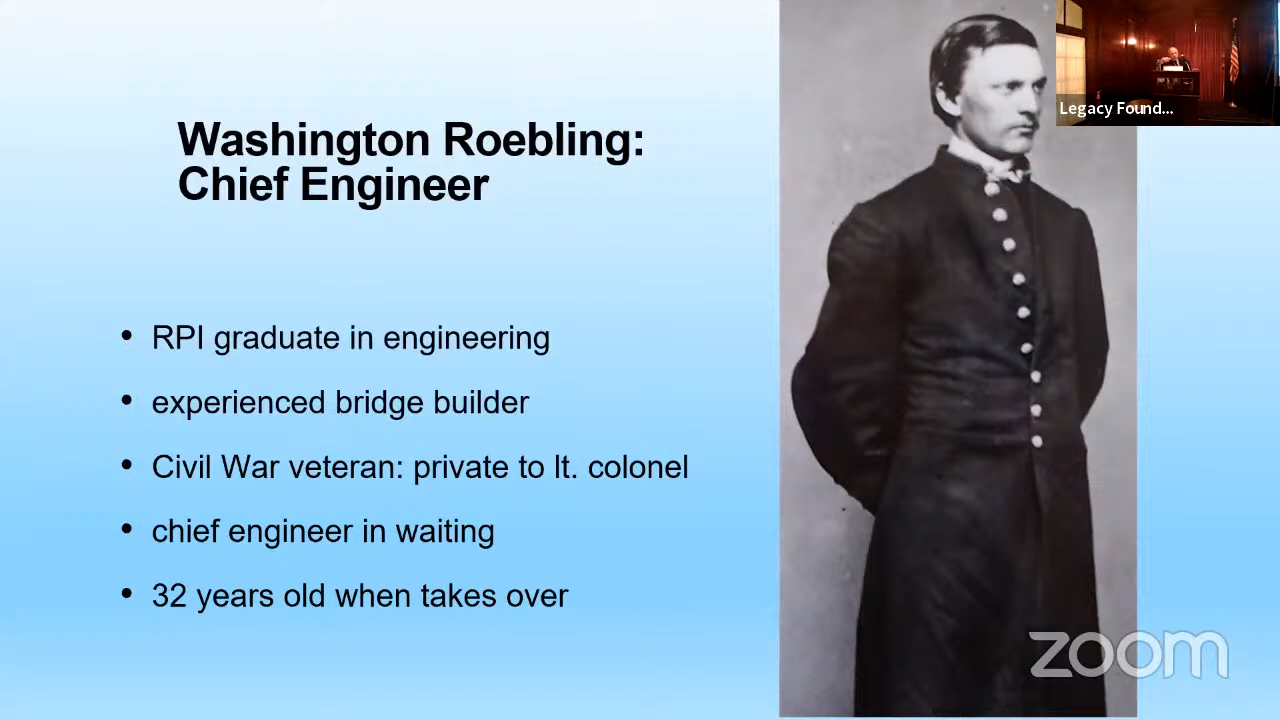 Washington Roebling:
Chief Engineer
• RPI graduate in engineering
• experienced bridge builder
• Civil War veteran: private to lt. colonel
• chief engineer in waiting
• 32 years old when takes over
Legacy Found...
zoom